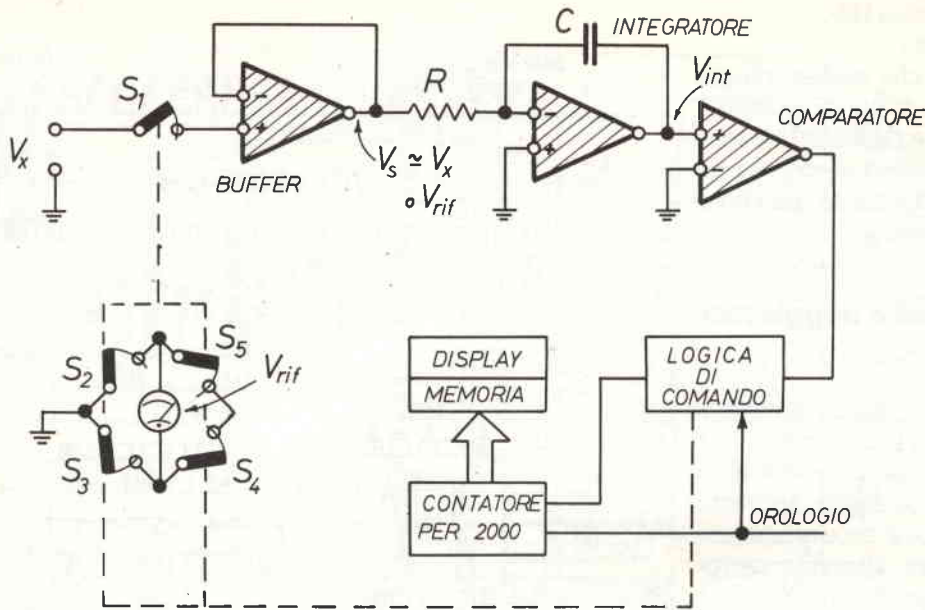 C
INTEGRATORE
S1
R
Vint
COMPARATORE
Vx
BUFFER
Vs ≃ Vx
o Vrif
-
+
-
+
+
-
S2
S5
Vrif
S3
S4
DISPLAY
MEMORIA
LOGICA
DI
COMANDO
CONTATORE
PER 2000
OROLOGIO